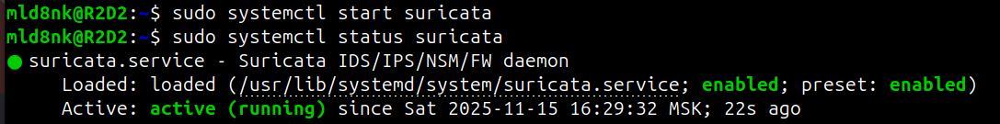 mld8nk@R2D2:~$ sudo systemctl start suricata
mld8nk@R2D2:~$ sudo systemctl status suricata
● suricata.service - Suricata IDS/IPS/NSM/FW daemon
     Loaded: loaded (/usr/lib/systemd/system/suricata.service; enabled; preset: enabled)
     Active: active (running) since Sat 2025-11-15 16:29:32 MSK; 22s ago